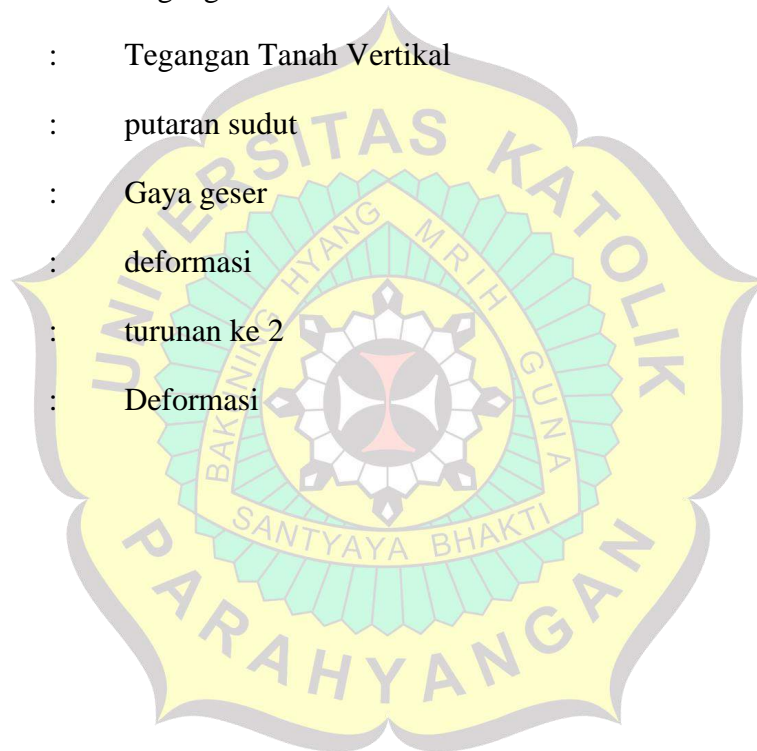 : Tegangan Tanah Vertikal
: putaran sudut
: Gaya geser
: deformasi
: turunan ke 2
: Deformasi
UNIVERSITAS KATOLIK
PARAHYANGAN
BAKUNING HYANG MRIH GUNA
SANTYAYA BHAKTI